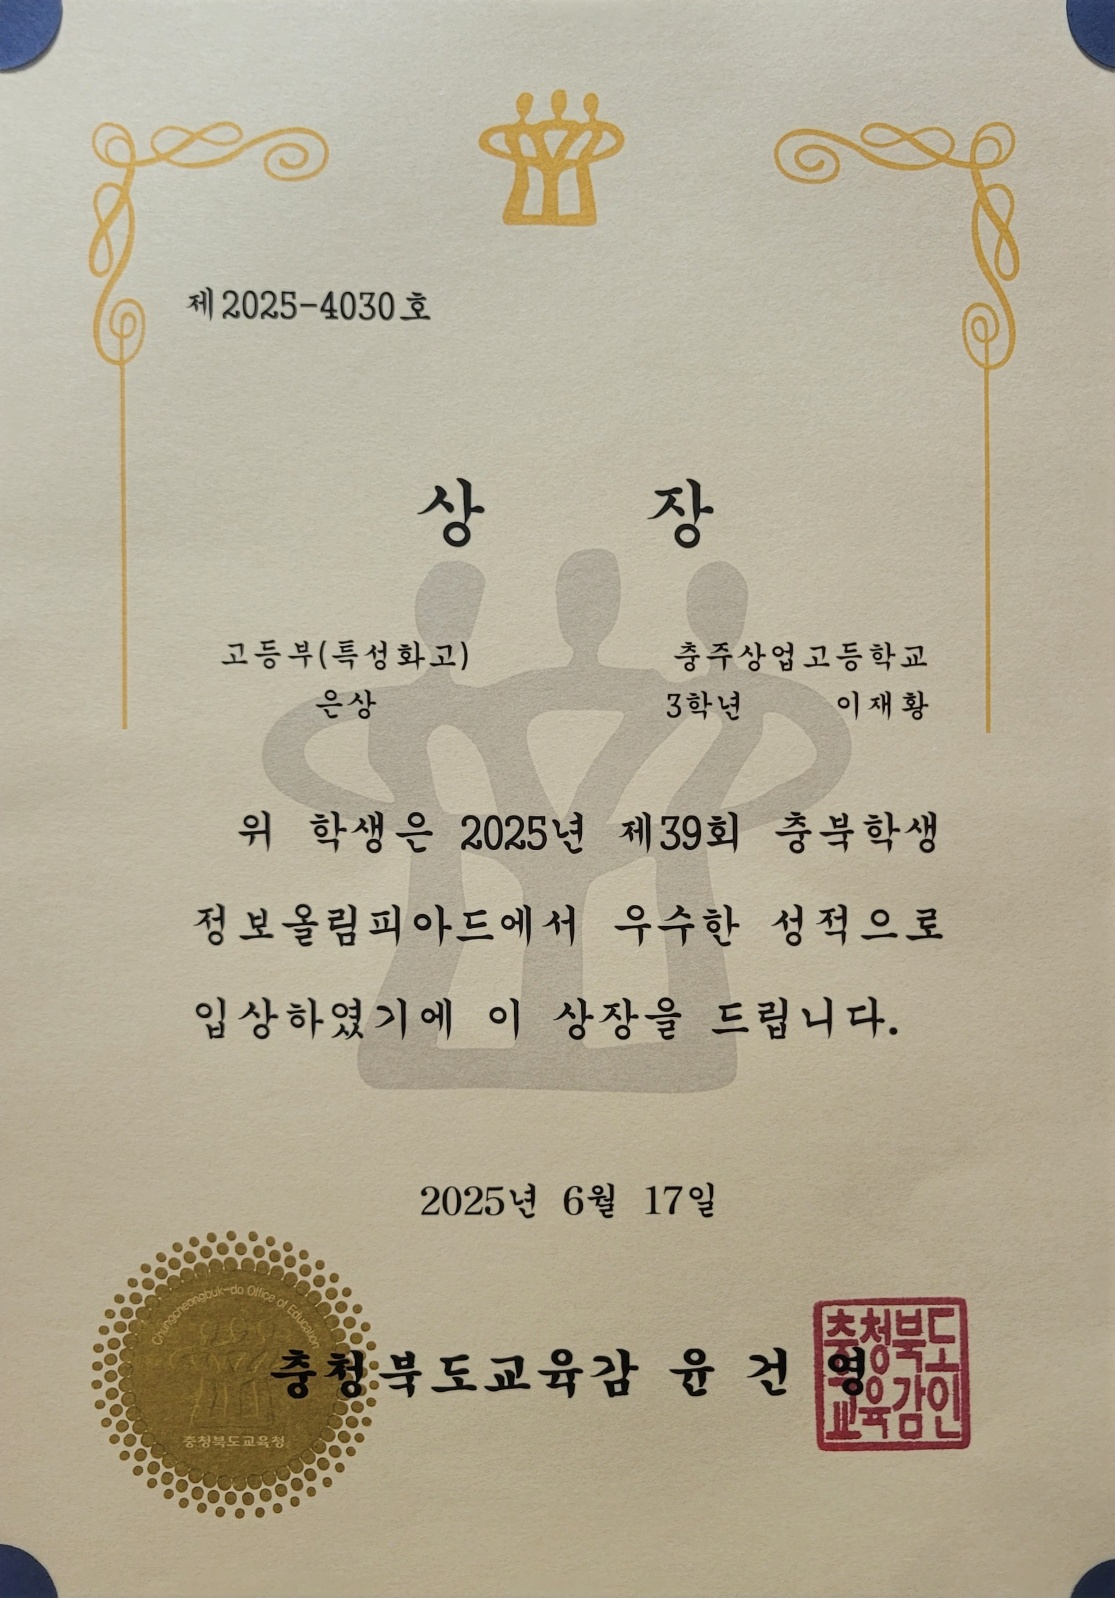 제2025-4030호
상 장
고등부(특성화고) 충주상업고등학교
은상 3학년 이재황
위 학생은 2025년 제39회 충북학생
정보올림피아드에서 우수한 성적으로
입상하였기에 이 상장을 드립니다.
2025년 6월 17일
Chungcheongbuk-do Office of Education
충청북도교육감 윤건영
충청북도
교육감인
충청북도교육청